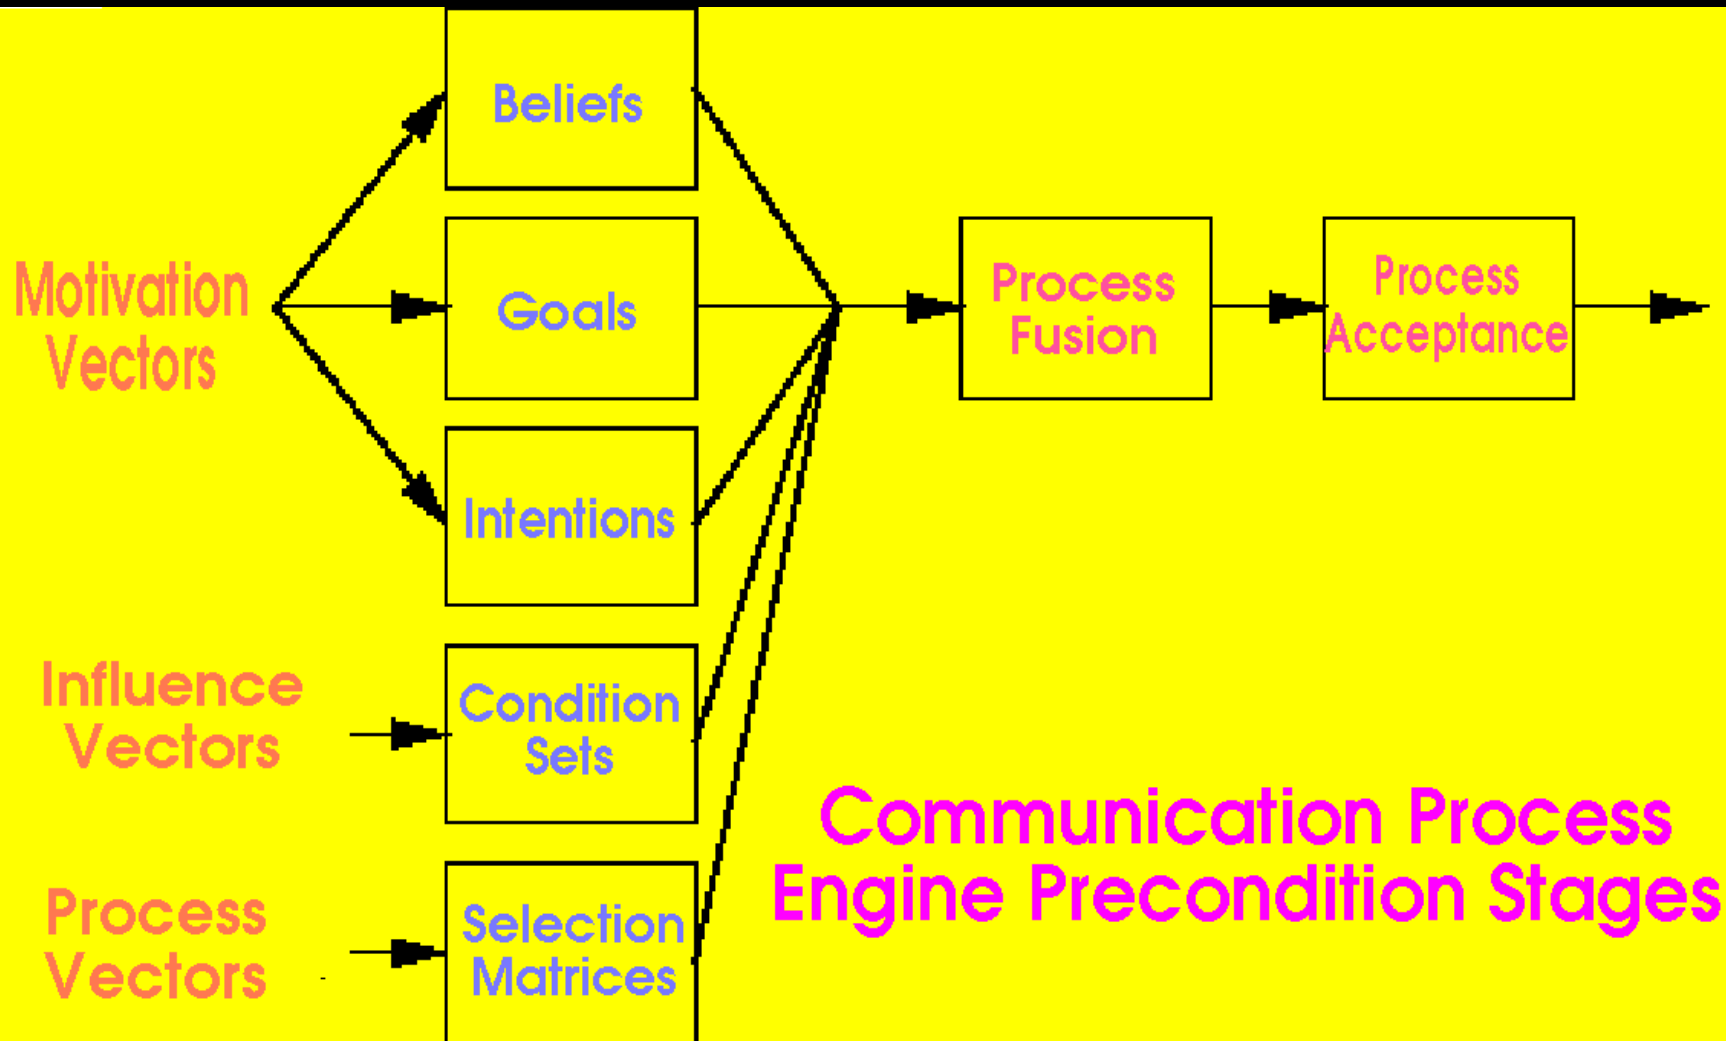 Beliefs
Motivation
Vectors
Goals
Process
Fusion
Process
Acceptance
Intentions
Influence
Vectors
Condition
Sets
Process
Vectors
Selection
Matrices
Communication Process
Engine Precondition Stages